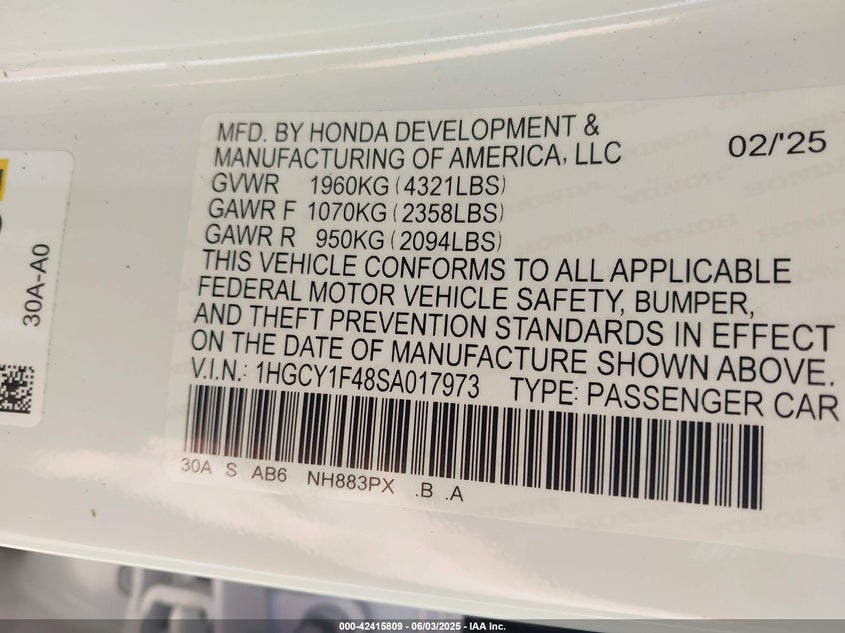 MFD. BY HONDA DEVELOPMENT &
MANUFACTURING OF AMERICA, LLC 02/'25
GVWR 1960KG (4321LBS)
GAWR F 1070KG (2358LBS)
GAWR R 950KG (2094LBS)
THIS VEHICLE CONFORMS TO ALL APPLICABLE
FEDERAL MOTOR VEHICLE SAFETY, BUMPER,
AND THEFT PREVENTION STANDARDS IN EFFECT
ON THE DATE OF MANUFACTURE SHOWN ABOVE.
V.I.N.: 1HGCY1F48SA017973 TYPE: PASSENGER CAR
30A S AB6 NH883PX .B .A
30A-A0
HONDA
000-42415809 - 06/03/2025 - IAA Inc.